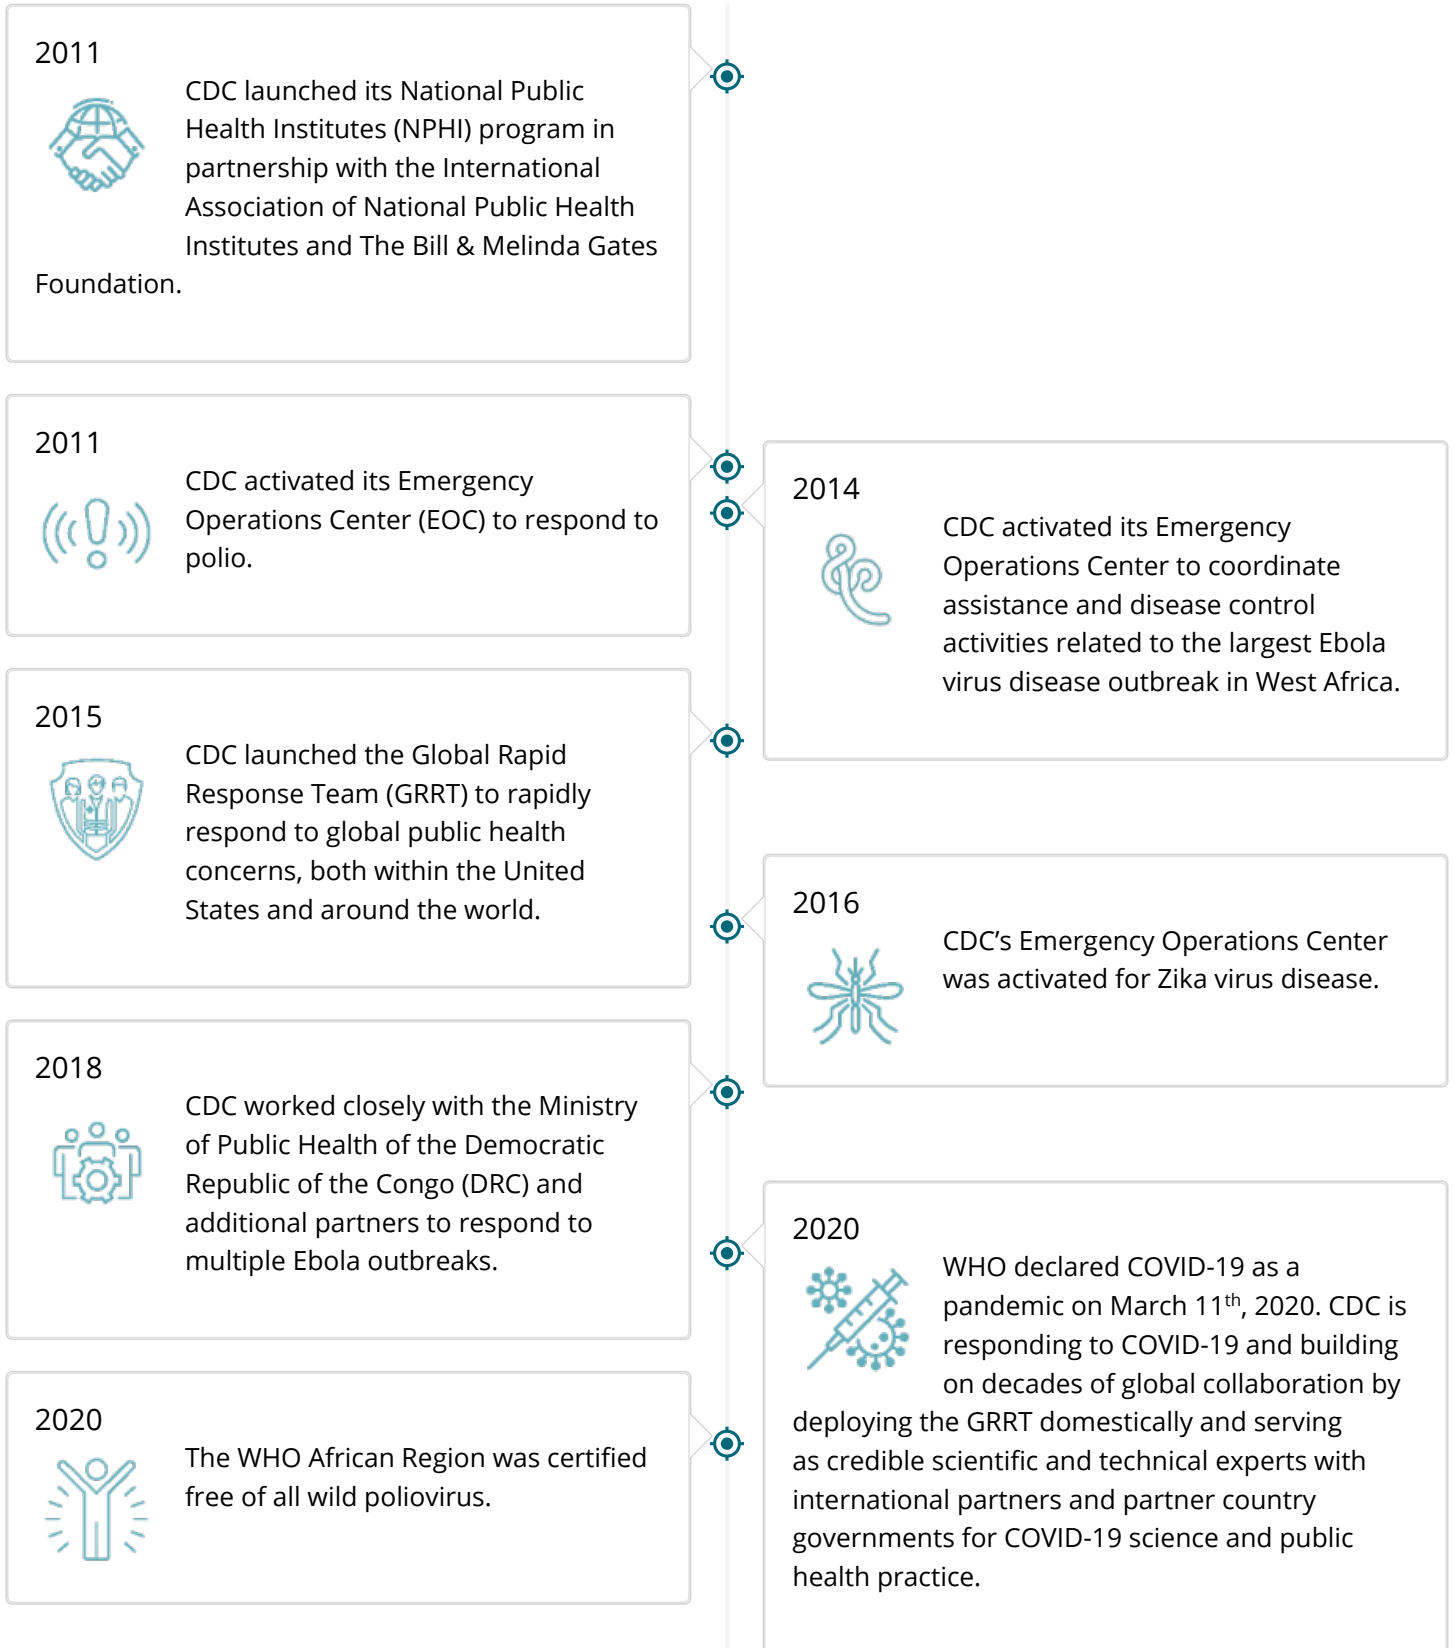 2011
CDC launched its National Public
Health Institutes (NPHI) program in
partnership with the International
Association of National Public Health
Institutes and The Bill & Melinda Gates
Foundation.
2011
CDC activated its Emergency
Operations Center (EOC) to respond to
polio.
2014
CDC activated its Emergency
Operations Center to coordinate
assistance and disease control
activities related to the largest Ebola
virus disease outbreak in West Africa.
2015
CDC launched the Global Rapid
Response Team (GRRT) to rapidly
respond to global public health
concerns, both within the United
States and around the world.
2016
CDC’s Emergency Operations Center
was activated for Zika virus disease.
2018
CDC worked closely with the Ministry
of Public Health of the Democratic
Republic of the Congo (DRC) and
additional partners to respond to
multiple Ebola outbreaks.
2020
WHO declared COVID-19 as a
pandemic on March 11th, 2020. CDC is
responding to COVID-19 and building
on decades of global collaboration by
deploying the GRRT domestically and serving
as credible scientific and technical experts with
international partners and partner country
governments for COVID-19 science and public
health practice.
2020
The WHO African Region was certified
free of all wild poliovirus.